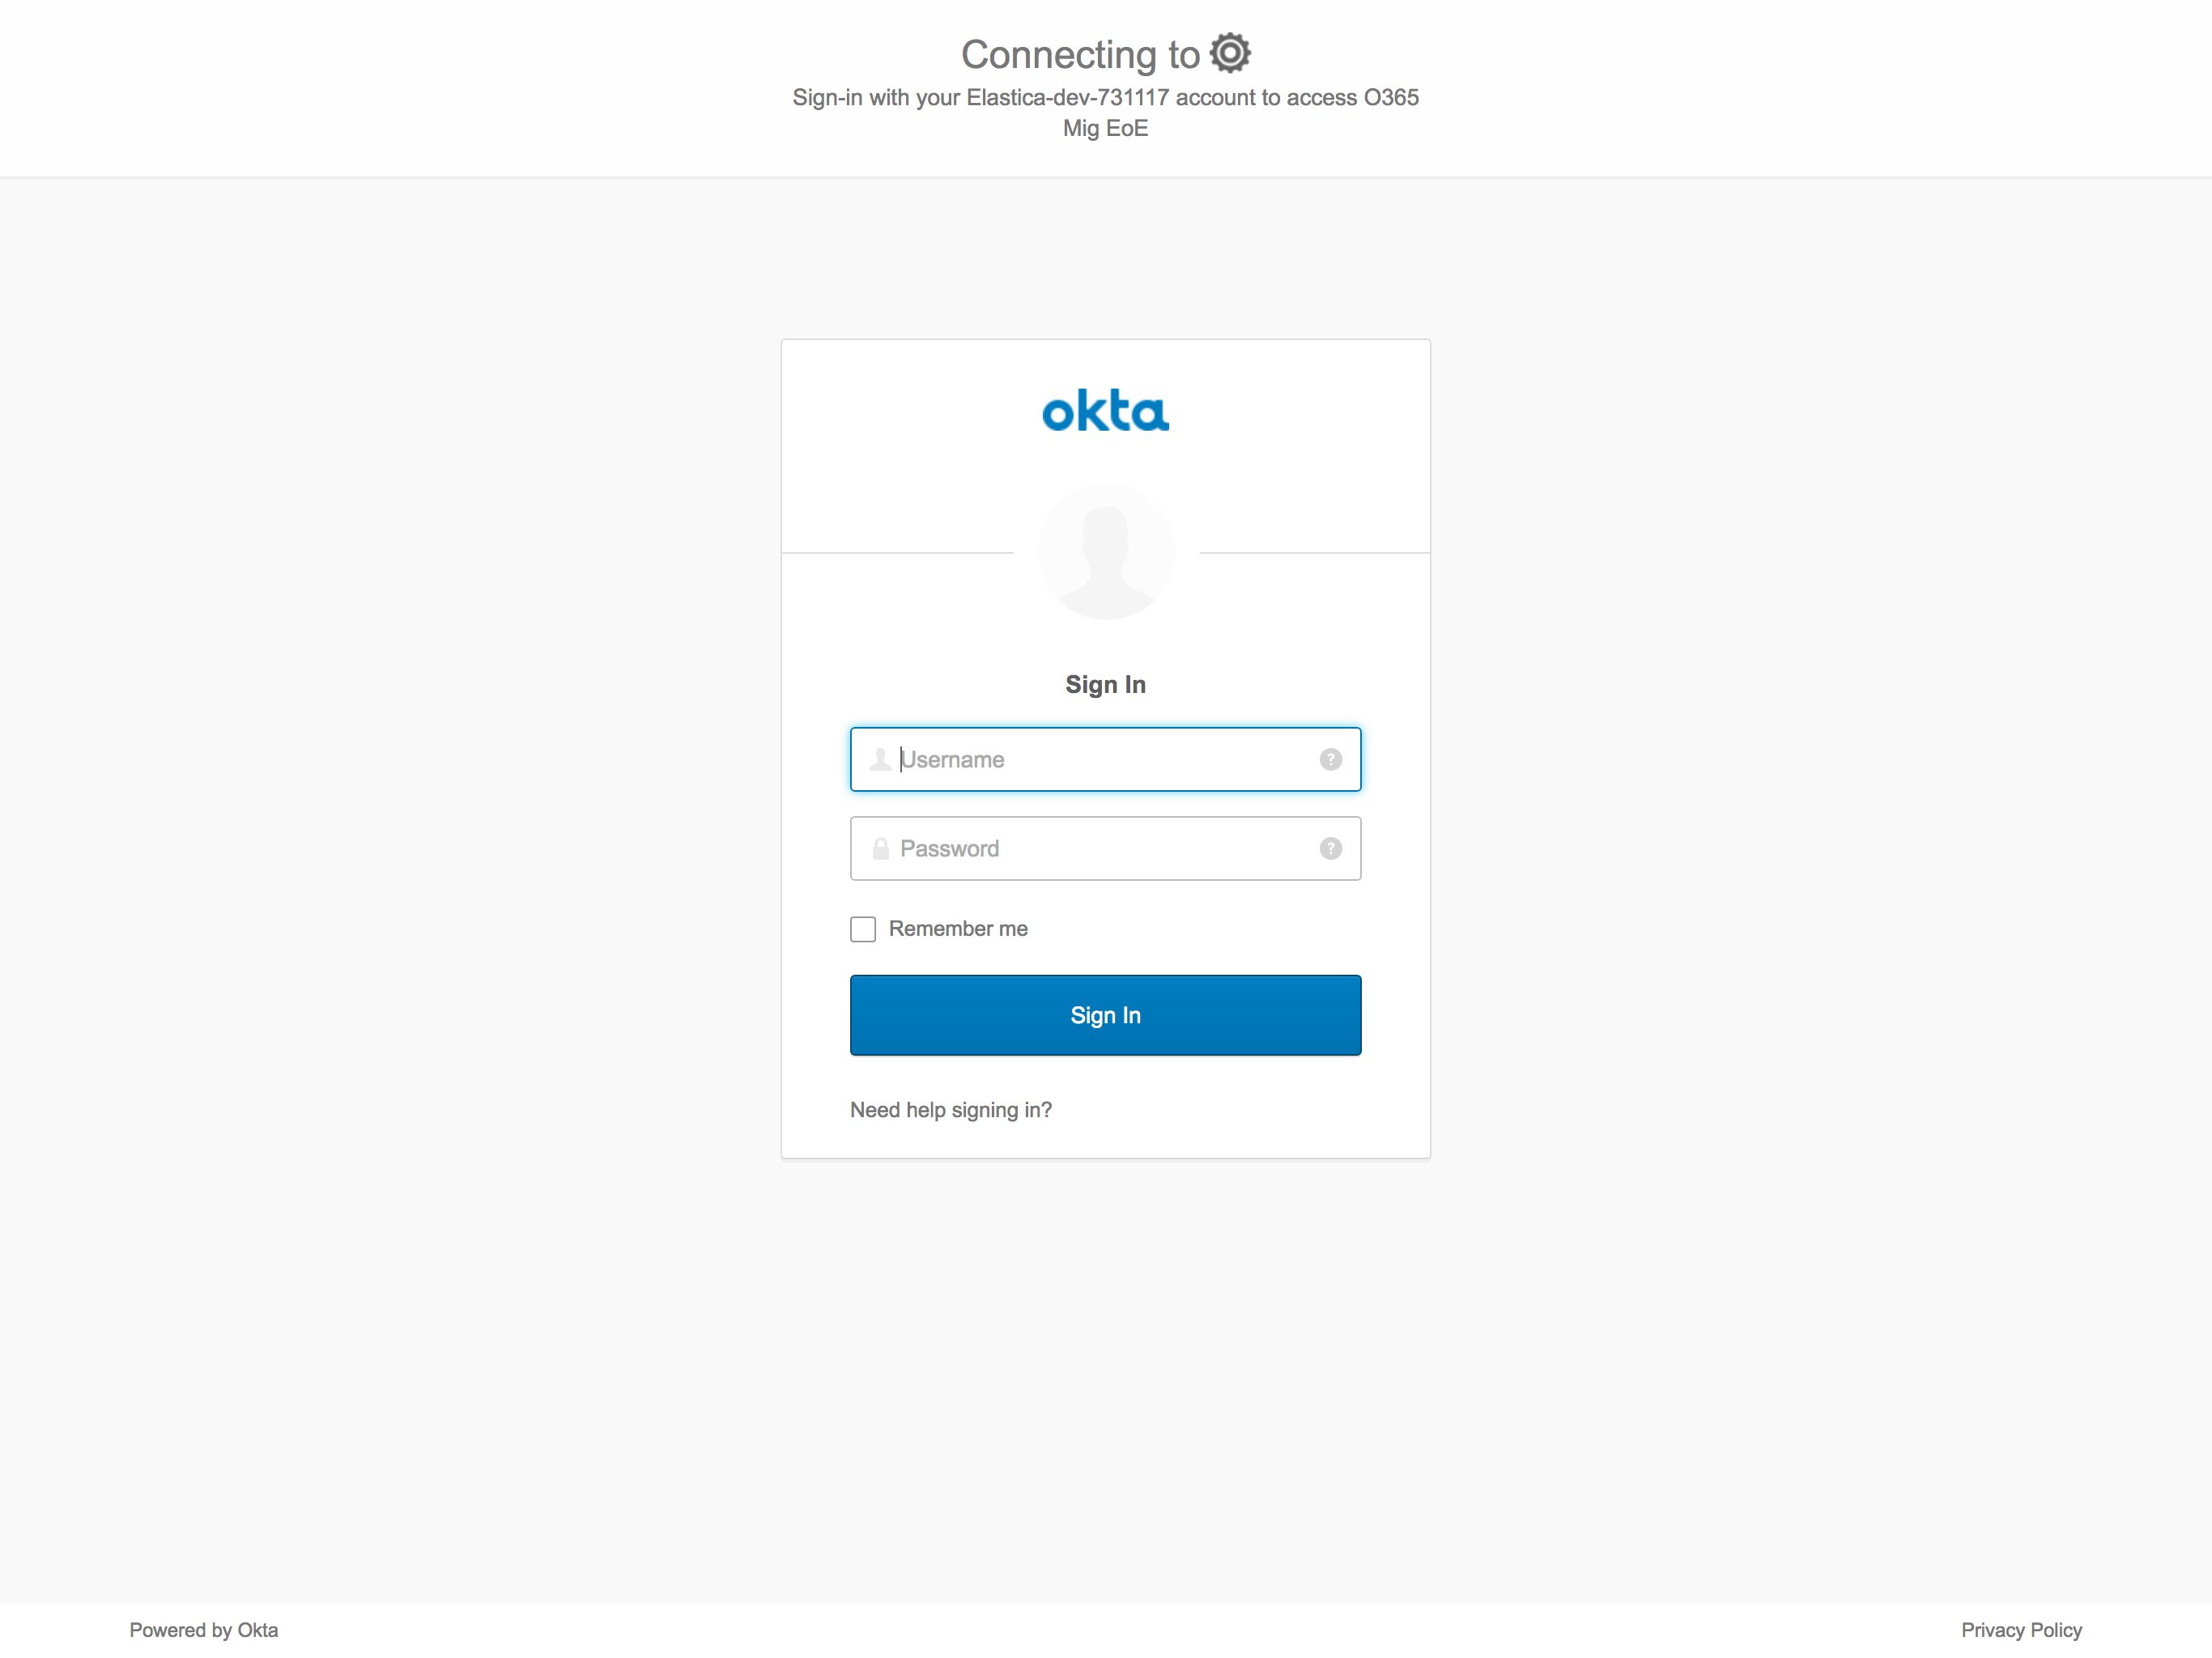 Connecting to
Sign-in with your Elastica-dev-731117 account to access O365
Mig EoE
okta
Sign In
Username
?
Password
?
Remember me
Sign In
Need help signing in?
Powered by Okta
Privacy Policy